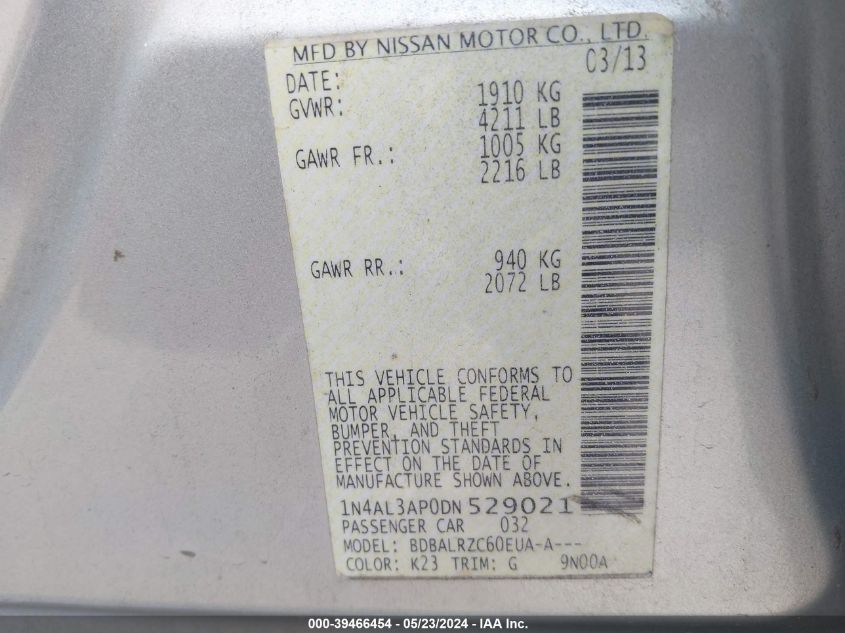 MFD BY NISSAN MOTOR CO., LTD.
DATE: 03/13
GVWR: 1910 KG
4211 LB
GAWR FR.: 1005 KG
2216 LB
GAWR RR.: 940 KG
2072 LB
THIS VEHICLE CONFORMS TO
ALL APPLICABLE FEDERAL
MOTOR VEHICLE SAFETY,
BUMPER, AND THEFT
PREVENTION STANDARDS IN
EFFECT ON THE DATE OF
MANUFACTURE SHOWN ABOVE.
1N4AL3AP0DN 529021
PASSENGER CAR 032
MODEL: BDBALRZC60EUA-A---
COLOR: K23 TRIM: G 9N00A
000-39466454 - 05/23/2024 - IAA Inc.